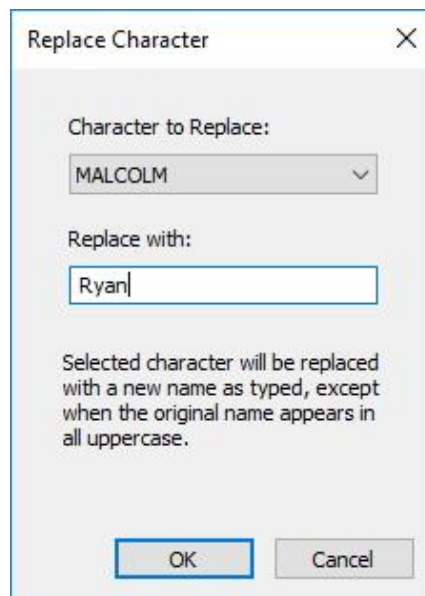 Replace Character
Character to Replace:
MALCOLM
Replace with:
Ryan
Selected character will be replaced
with a new name as typed, except
when the original name appears in
all uppercase.
OK Cancel